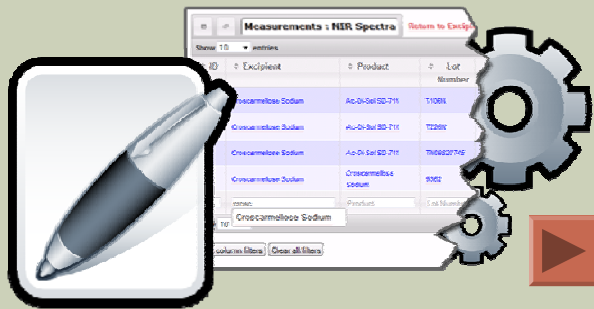 Measurements : NIR Spectra Return to Excipi
Show 10 entries
ID Excipient Product Lot Number
Croscarmellose Sodium Ac-Di-Sol SD-711
Croscarmellose Sodium Ac-Di-Sol SD-711
Croscarmellose Sodium Ac-Di-Sol SD-711
Croscarmellose Sodium Croscarmellose Sodium
Product Lot Number
Croscarmellose Sodium
column filters Clear all filters